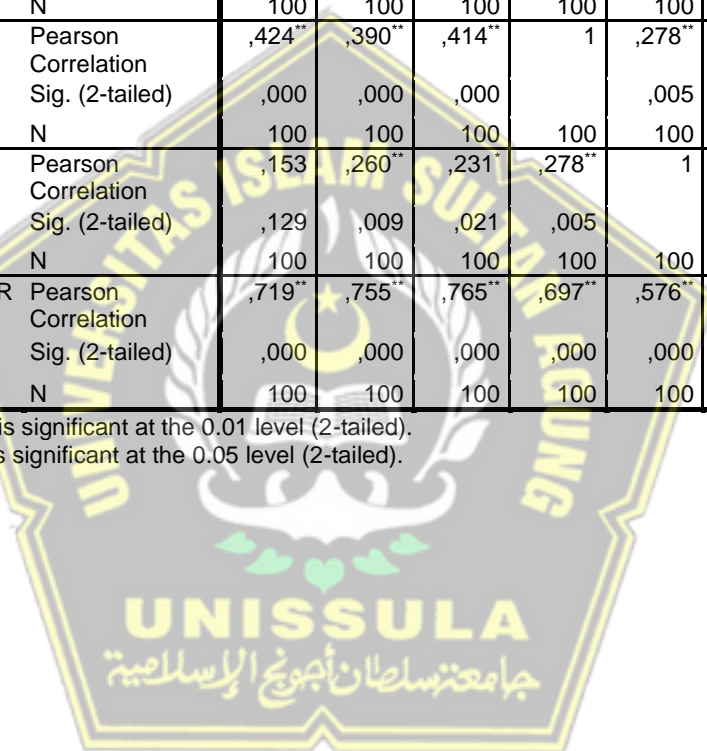 N 100 100 100 100 100
Pearson ,424** ,390** ,414** 1 ,278**
Correlation
Sig. (2-tailed) ,000 ,000 ,000 ,005
N 100 100 100 100 100
Pearson ,153 ,260** ,231* ,278** 1
Correlation
Sig. (2-tailed) ,129 ,009 ,021 ,005
N 100 100 100 100 100
R Pearson ,719** ,755** ,765** ,697** ,576**
Correlation
Sig. (2-tailed) ,000 ,000 ,000 ,000 ,000
N 100 100 100 100 100
is significant at the 0.01 level (2-tailed).
s significant at the 0.05 level (2-tailed).
UNIVERSITAS ISLAM SULTAN AGUNG
UNISSULA
جامعة سلطان أجونج الإسلامية